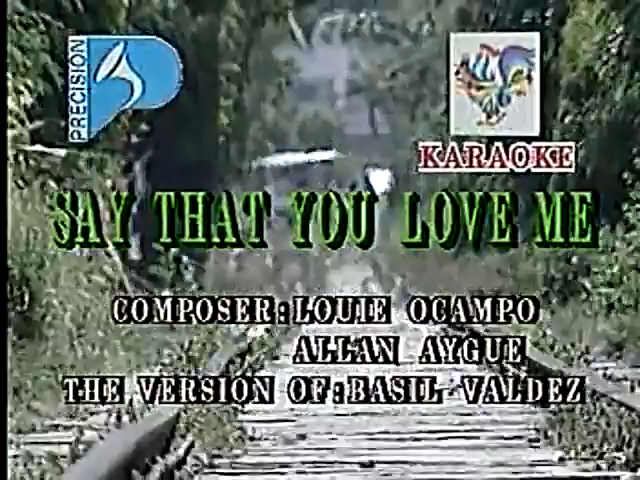 PRECISION
KARAOKE
SAY THAT YOU LOVE ME
COMPOSER:LOUIE OCAMPO
ALLAN AYGUE
THE VERSION OF:BASIL VALDEZ